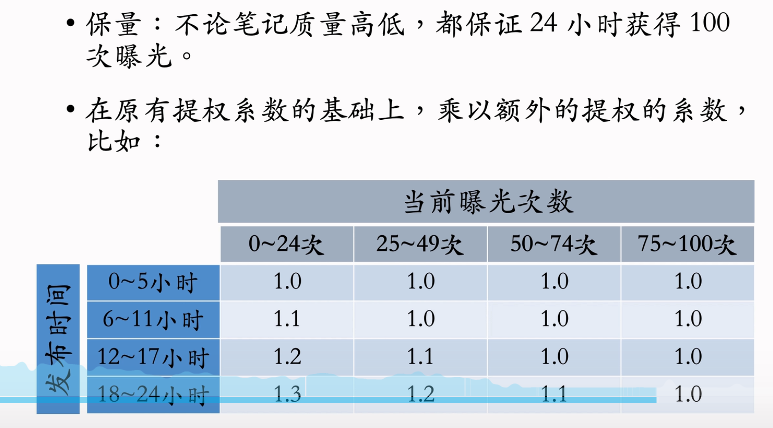 • 保量：不论笔记质量高低，都保证 24 小时获得 100
次曝光。
• 在原有提权系数的基础上，乘以额外的提权的系数，
比如：
当前曝光次数
0~24次 25~49次 50~74次 75~100次
发布时间
0~5小时 1.0 1.0 1.0 1.0
6~11小时 1.1 1.0 1.0 1.0
12~17小时 1.2 1.1 1.0 1.0
18~24小时 1.3 1.2 1.1 1.0